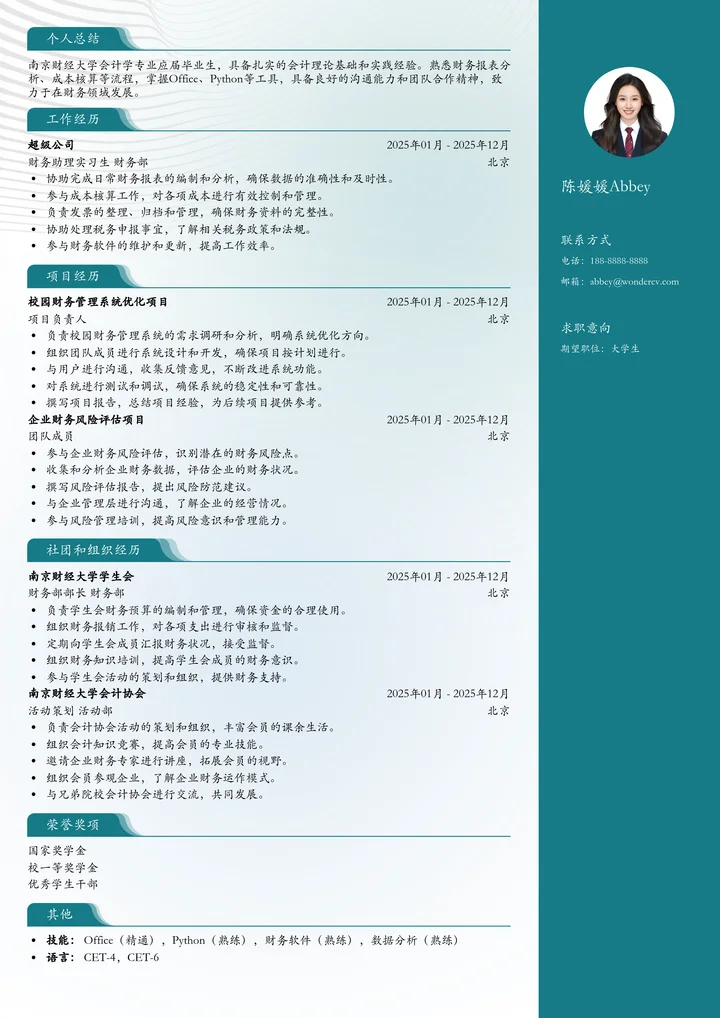 个人总结
南京财经大学会计学专业应届毕业生，具备扎实的会计理论基础和实践经验。熟悉财务报表分
析、成本核算等流程，掌握Office、Python等工具，具备良好的沟通能力和团队合作精神，致
力于在财务领域发展。
工作经历
超级公司 2025年01月 - 2025年12月
财务助理实习生 财务部 北京
• 协助完成日常财务报表的编制和分析，确保数据的准确性和及时性。
• 参与成本核算工作，对各项成本进行有效控制和管理。
• 负责发票的整理、归档和管理，确保财务资料的完整性。
• 协助处理税务申报事宜，了解相关税务政策和法规。
• 参与财务软件的维护和更新，提高工作效率。
项目经历
校园财务管理系统优化项目 2025年01月 - 2025年12月
项目负责人 北京
• 负责校园财务管理系统的需求调研和分析，明确系统优化方向。
• 组织团队成员进行系统设计和开发，确保项目按计划进行。
• 与用户进行沟通，收集反馈意见，不断改进系统功能。
• 对系统进行测试和调试，确保系统的稳定性和可靠性。
• 撰写项目报告，总结项目经验，为后续项目提供参考。
企业财务风险评估项目 2025年01月 - 2025年12月
团队成员 北京
• 参与企业财务风险评估，识别潜在的财务风险点。
• 收集和分析企业财务数据，评估企业的财务状况。
• 撰写风险评估报告，提出风险防范建议。
• 与企业管理层进行沟通，了解企业的经营情况。
• 参与风险管理培训，提高风险意识和管理能力。
社团和组织经历
南京财经大学学生会 2025年01月 - 2025年12月
财务部部长 财务部 北京
• 负责学生会财务预算的编制和管理，确保资金的合理使用。
• 组织财务报销工作，对各项支出进行审核和监督。
• 定期向学生会成员汇报财务状况，接受监督。
• 组织财务知识培训，提高学生会成员的财务意识。
• 参与学生会活动的策划和组织，提供财务支持。
南京财经大学会计协会 2025年01月 - 2025年12月
活动策划 活动部 北京
• 负责会计协会活动的策划和组织，丰富会员的课余生活。
• 组织会计知识竞赛，提高会员的专业技能。
• 邀请企业财务专家进行讲座，拓展会员的视野。
• 组织会员参观企业，了解企业财务运作模式。
• 与兄弟院校会计协会进行交流，共同发展。
荣誉奖项
国家奖学金
校一等奖学金
优秀学生干部
其他
• 技能： Office（精通）, Python（熟练）, 财务软件（熟练）, 数据分析（熟练）
• 语言： CET-4，CET-6
陈媛媛Abbey
联系方式
电话：188-8888-8888
邮箱：abbey@wondercv.com
求职意向
期望职位：大学生